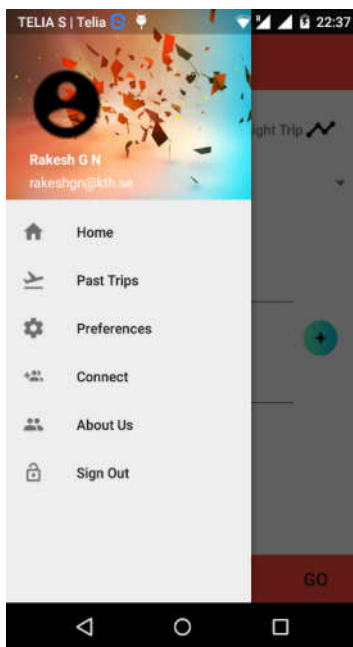 TELIA S | Telia
22:37
Rakesh G N
rakeshgn@kth.se
ight Trip
Home
Past Trips
Preferences
Connect
About Us
Sign Out
GO